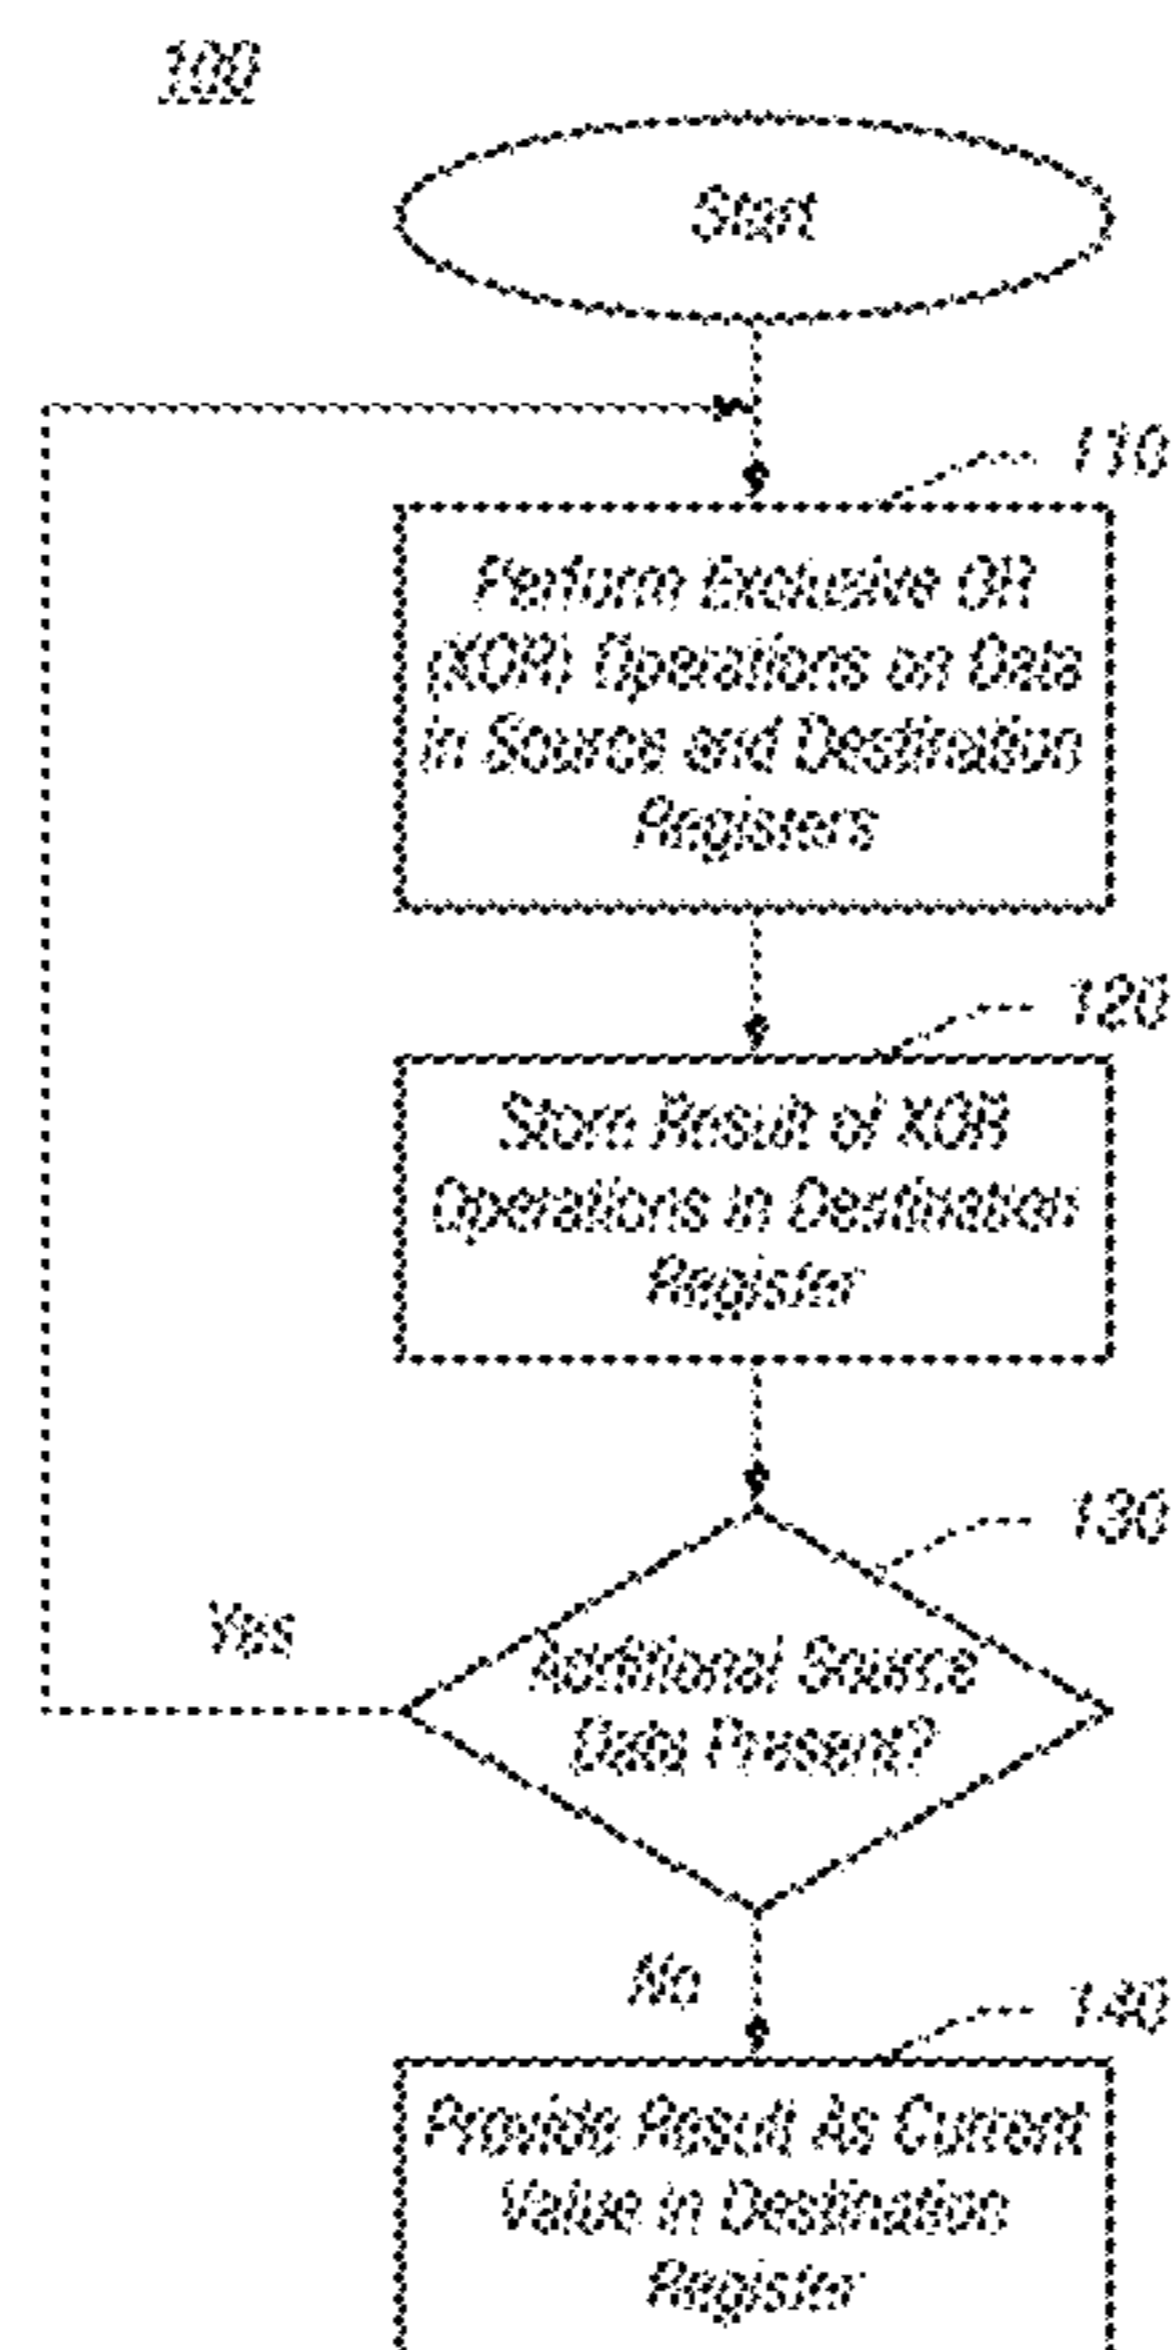 100
Start
110
Perform Exclusive OR
(XOR) Operations on Data
in Source and Destination
Registers
120
Store Result of XOR
Operations in Destination
Register
130
Yes
Additional Source
Data Present?
No
140
Provide Result As Current
Value in Destination
Register